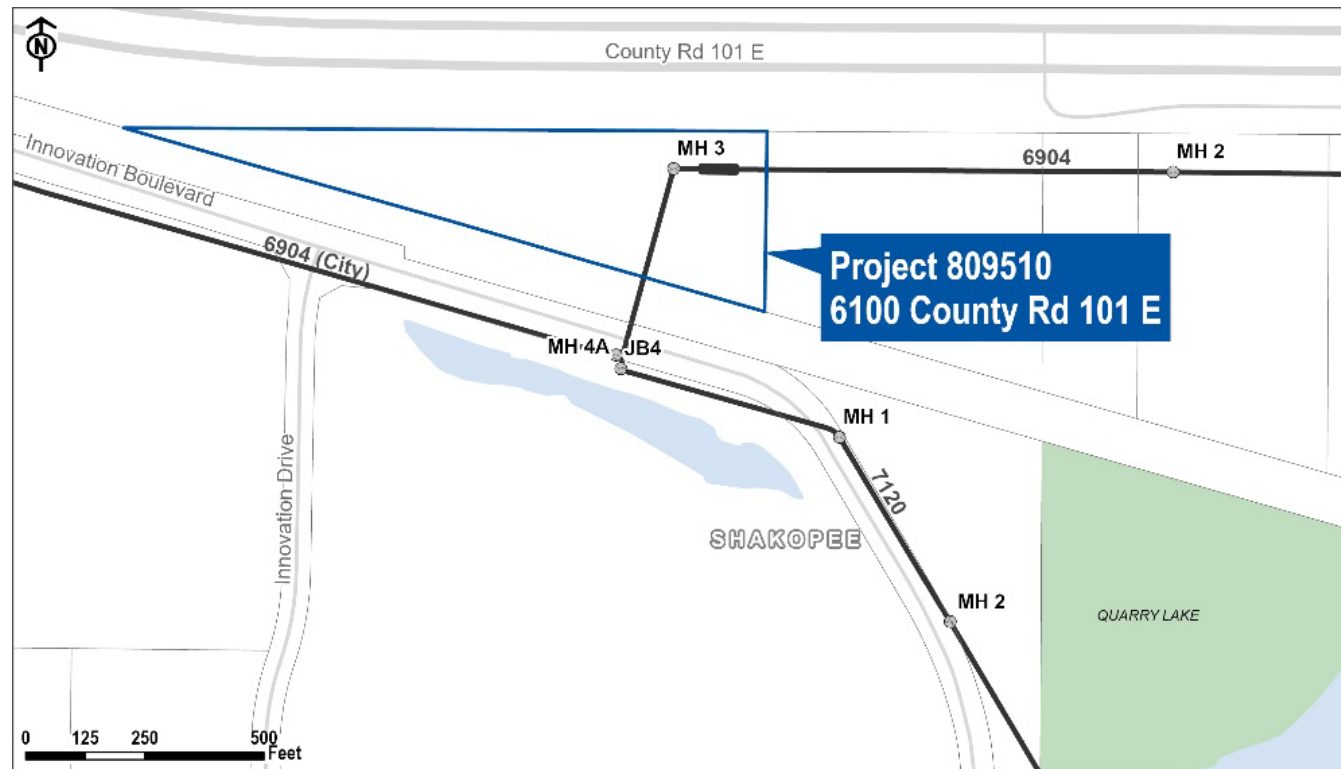 N
County Rd 101 E
Innovation Boulevard
MH 3
6904
MH 2
6904 (City)
Project 809510
6100 County Rd 101 E
MH 4A
JB4
MH 1
7120
Innovation Drive
SHAKOPEE
MH 2
QUARRY LAKE
0 125 250 500
Feet